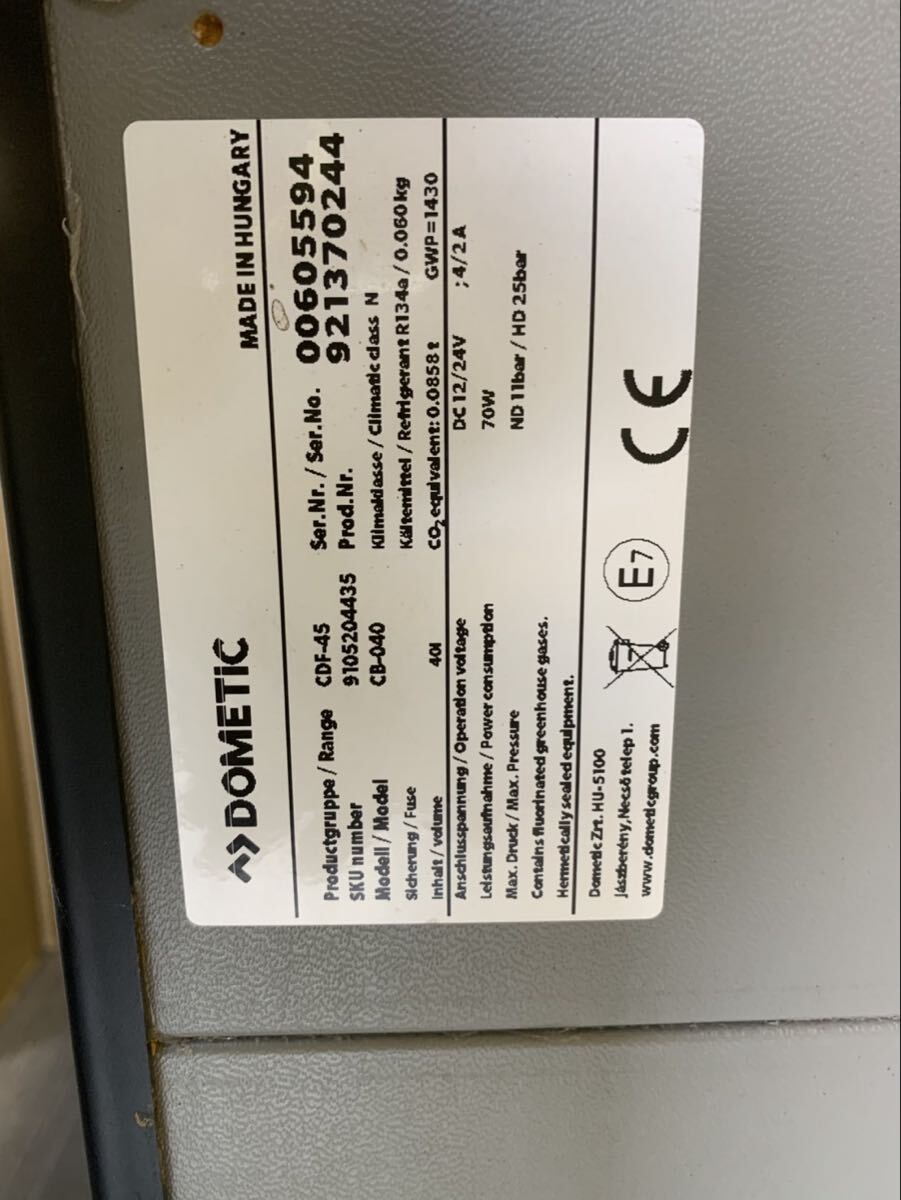 DOMETIC MADE IN HUNGARY
Productgruppe / Range CDF-45 Ser.Nr. / Ser.No. 00605594
SKU number 9105204435 Prod.Nr. 921370244
Modell / Model CB-040 Klimaklasse / Climatic class N
Sicherung / Fuse Kältemittel / Refrigerant R134a / 0.060kg
Inhalt / volume 40l CO₂ equivalent: 0.0858 t GWP=1430
Anschlusspannung / Operation voltage DC 12/24V ;4/2 A
Leistungsaufnahme / Power consumption 70W
Max. Druck / Max. Pressure ND 11bar / HD 25bar
Contains fluorinated greenhouse gases.
Hermetically sealed equipment.
Dometic Zrt. HU-5100
Jászberény, Necső telep 1.
www.dometicgroup.com
E7 CE